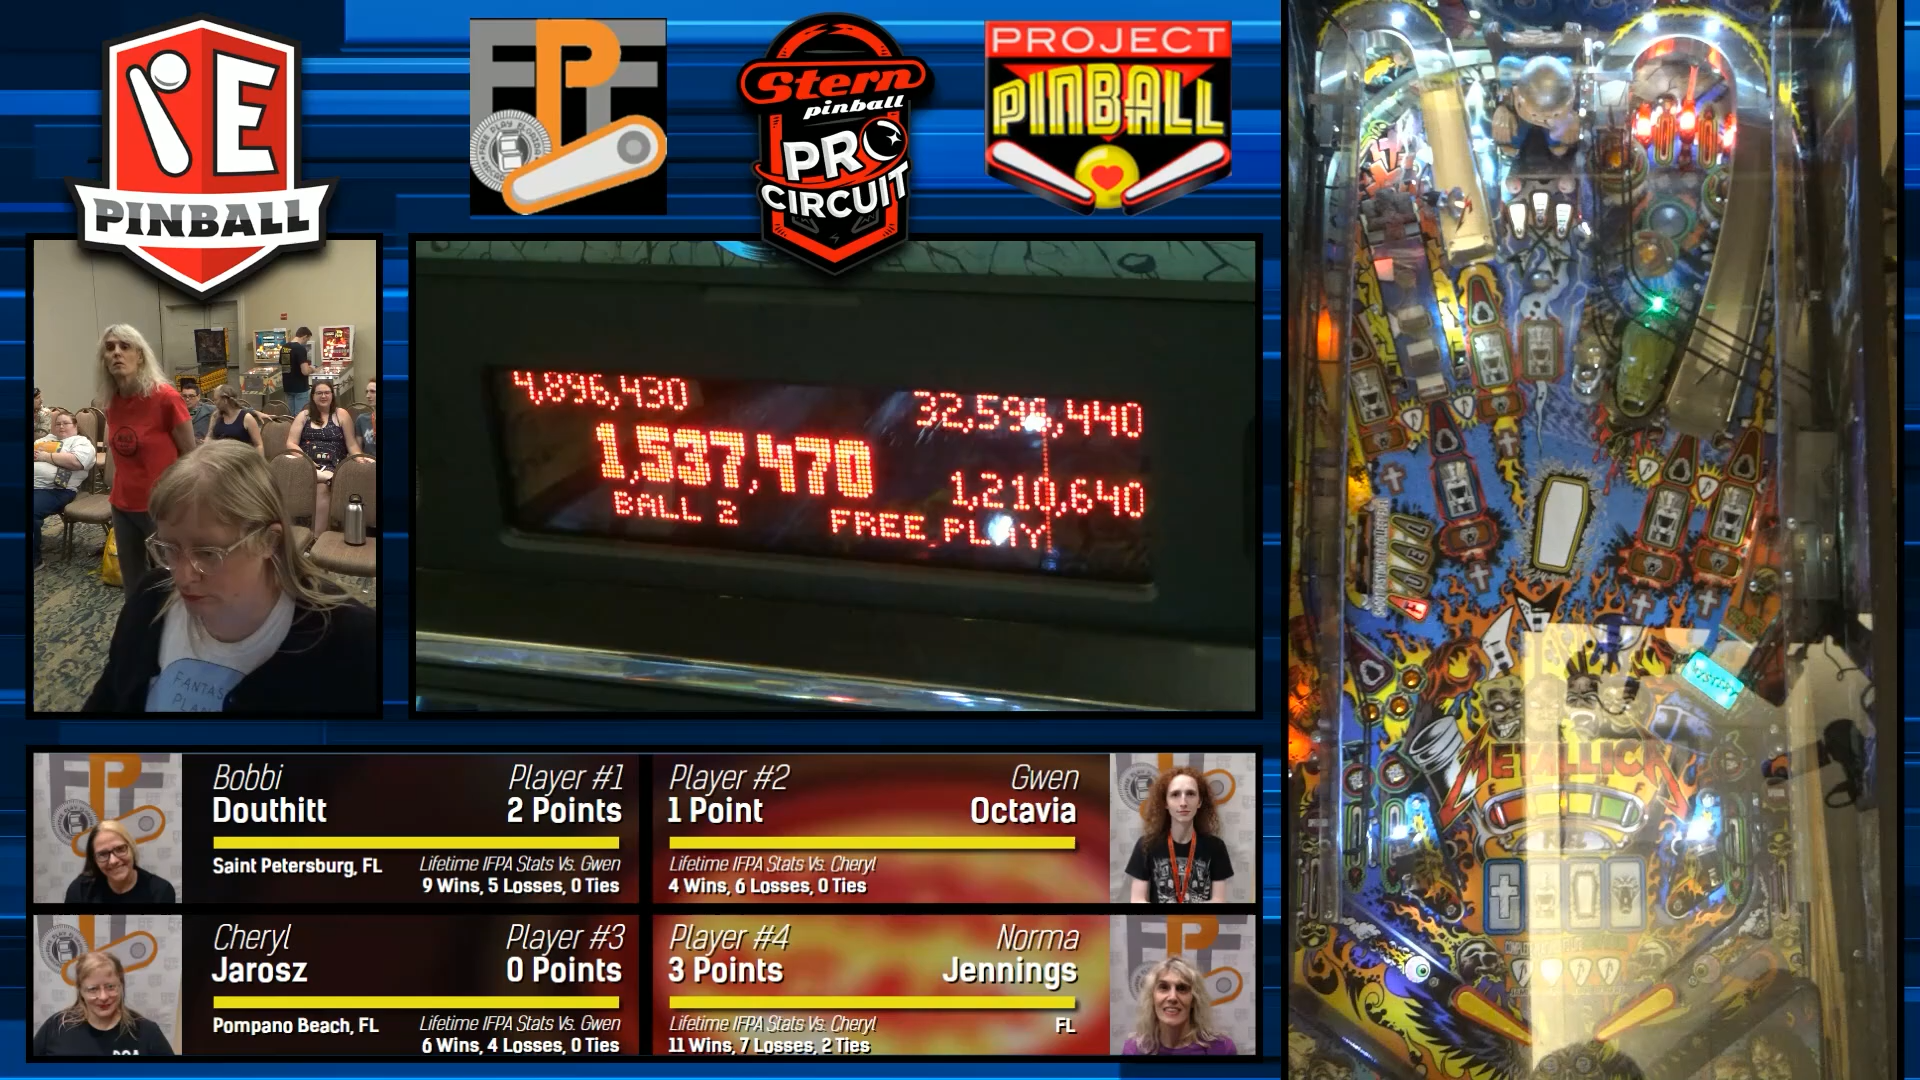 E
PINBALL
FPF
Stern
pinball
PRO
CIRCUIT
PROJECT
PINBALL
4,896,430
32,594,440
1,537,470
1,210,640
BALL 2
FREE PLAY
FANTAS
PLAN
Bobbi
Douthitt
Player #1
2 Points
Saint Petersburg, FL
Lifetime IFPA Stats Vs. Gwen
9 Wins, 5 Losses, 0 Ties
Player #2
1 Point
Gwen
Octavia
Lifetime IFPA Stats Vs. Cheryl
4 Wins, 6 Losses, 0 Ties
Cheryl
Jarosz
Player #3
0 Points
Pompano Beach, FL
Lifetime IFPA Stats Vs. Gwen
6 Wins, 4 Losses, 0 Ties
Player #4
3 Points
Norma
Jennings
Lifetime IFPA Stats Vs. Cheryl
11 Wins, 7 Losses, 2 Ties
FL
METALLICA